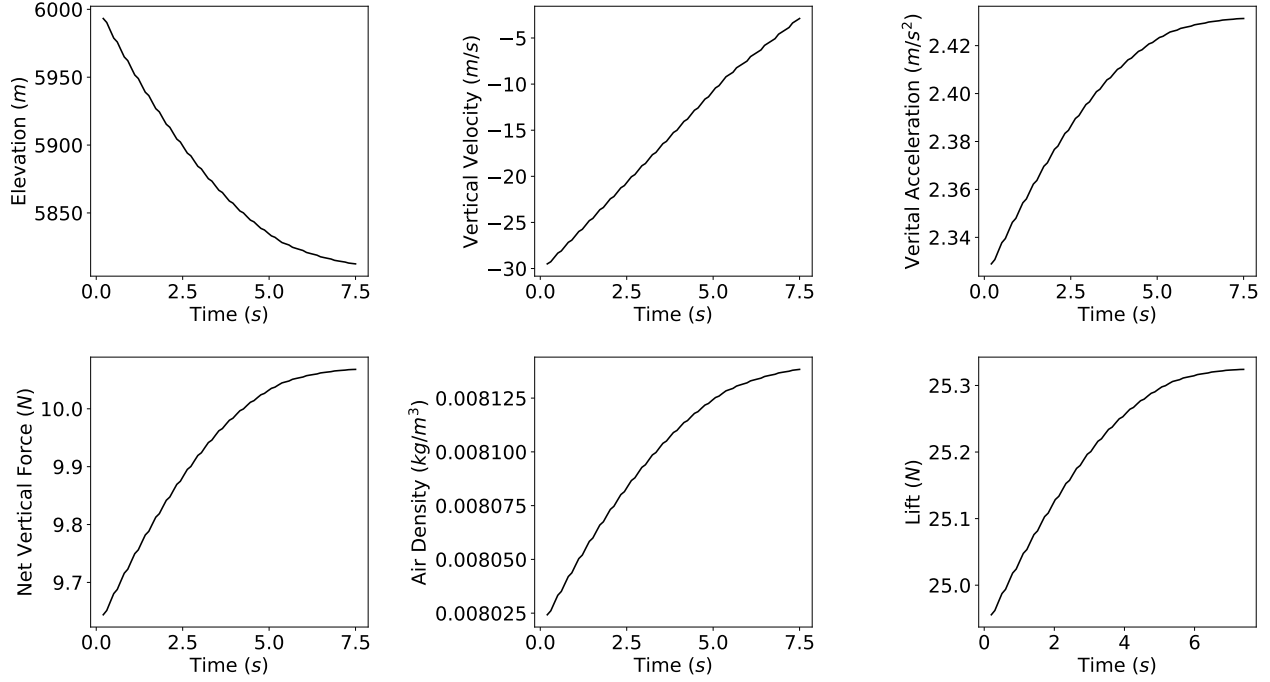 Elevation (m)
6000
5950
5900
5850
0.0 2.5 5.0 7.5
Time (s)
Vertical Velocity (m/s)
−5
−10
−15
−20
−25
−30
0.0 2.5 5.0 7.5
Time (s)
Verital Acceleration (m/s²)
2.42
2.40
2.38
2.36
2.34
0.0 2.5 5.0 7.5
Time (s)
Net Vertical Force (N)
10.0
9.9
9.8
9.7
0.0 2.5 5.0 7.5
Time (s)
Air Density (kg/m³)
0.008125
0.008100
0.008075
0.008050
0.008025
0.0 2.5 5.0 7.5
Time (s)
Lift (N)
25.3
25.2
25.1
25.0
0 2 4 6
Time (s)